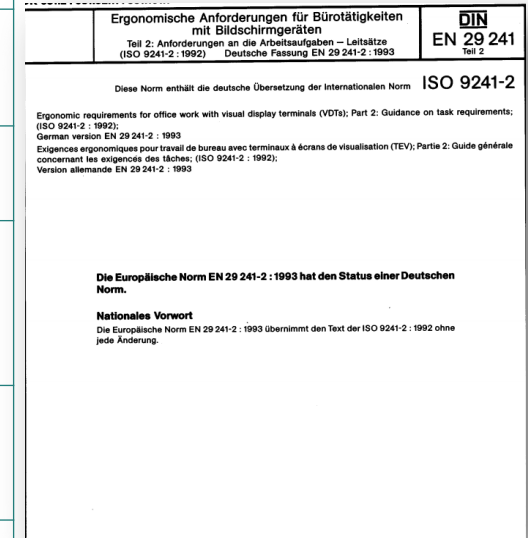 Ergonomische Anforderungen für Bürotätigkeiten
mit Bildschirmgeräten
Teil 2: Anforderungen an die Arbeitsaufgaben – Leitsätze
(ISO 9241-2 : 1992) Deutsche Fassung EN 29 241-2 : 1993
DIN
EN 29 241
Teil 2
Diese Norm enthält die deutsche Übersetzung der Internationalen Norm ISO 9241-2
Ergonomic requirements for office work with visual display terminals (VDTs); Part 2: Guidance on task requirements;
(ISO 9241-2 : 1992);
German version EN 29 241-2 : 1993
Exigences ergonomiques pour travail de bureau avec terminaux à écrans de visualisation (TEV); Partie 2: Guide générale
concernant les exigences des tâches; (ISO 9241-2 : 1992);
Version allemande EN 29 241-2 : 1993
Die Europäische Norm EN 29 241-2 : 1993 hat den Status einer Deutschen
Norm.
Nationales Vorwort
Die Europäische Norm EN 29 241-2 : 1993 übernimmt den Text der ISO 9241-2 : 1992 ohne
jede Änderung.